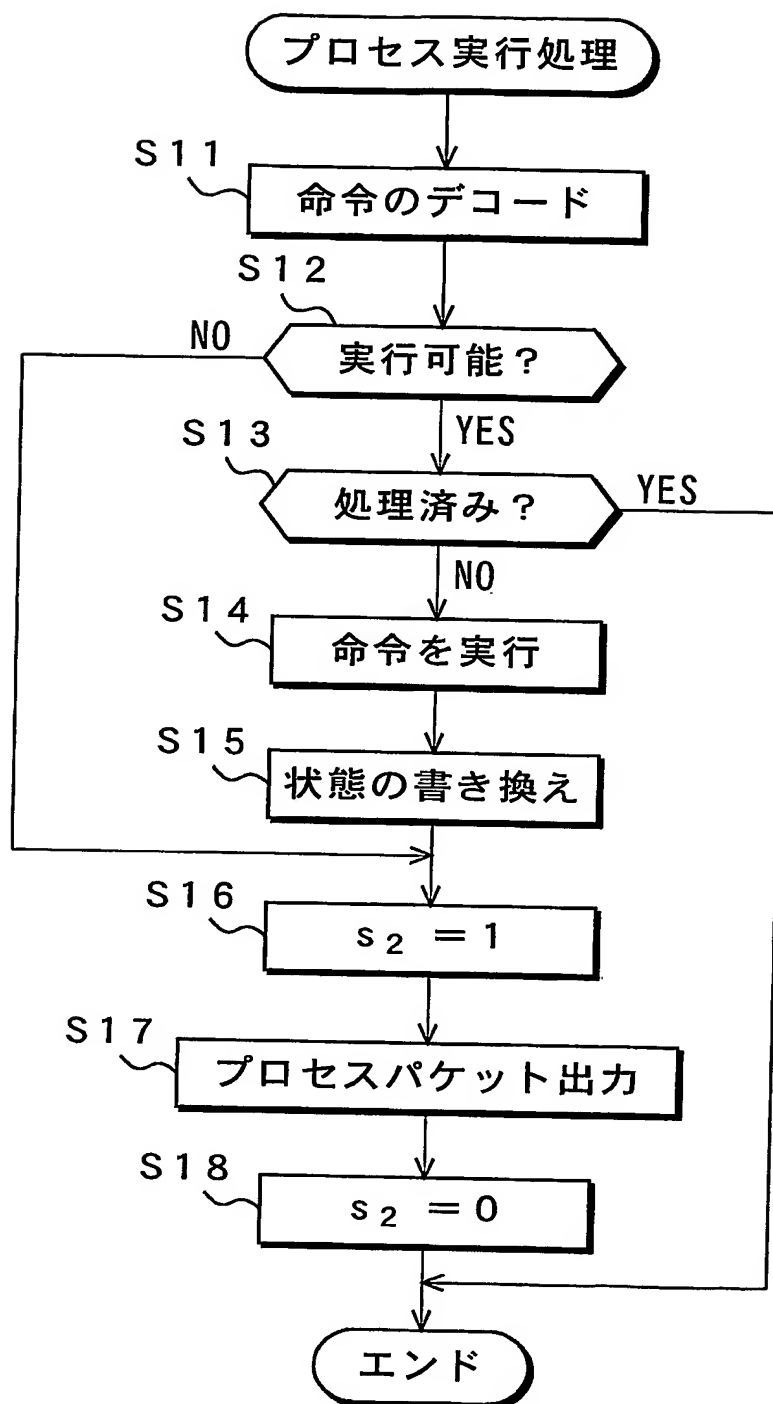 プロセス実行処理
S11
命令のデコード
S12
NO
実行可能?
YES
S13
処理済み?
YES
NO
S14
命令を実行
S15
状態の書き換え
S16
s₂ =1
S17
プロセスパケット出力
S18
s₂ =0
エンド